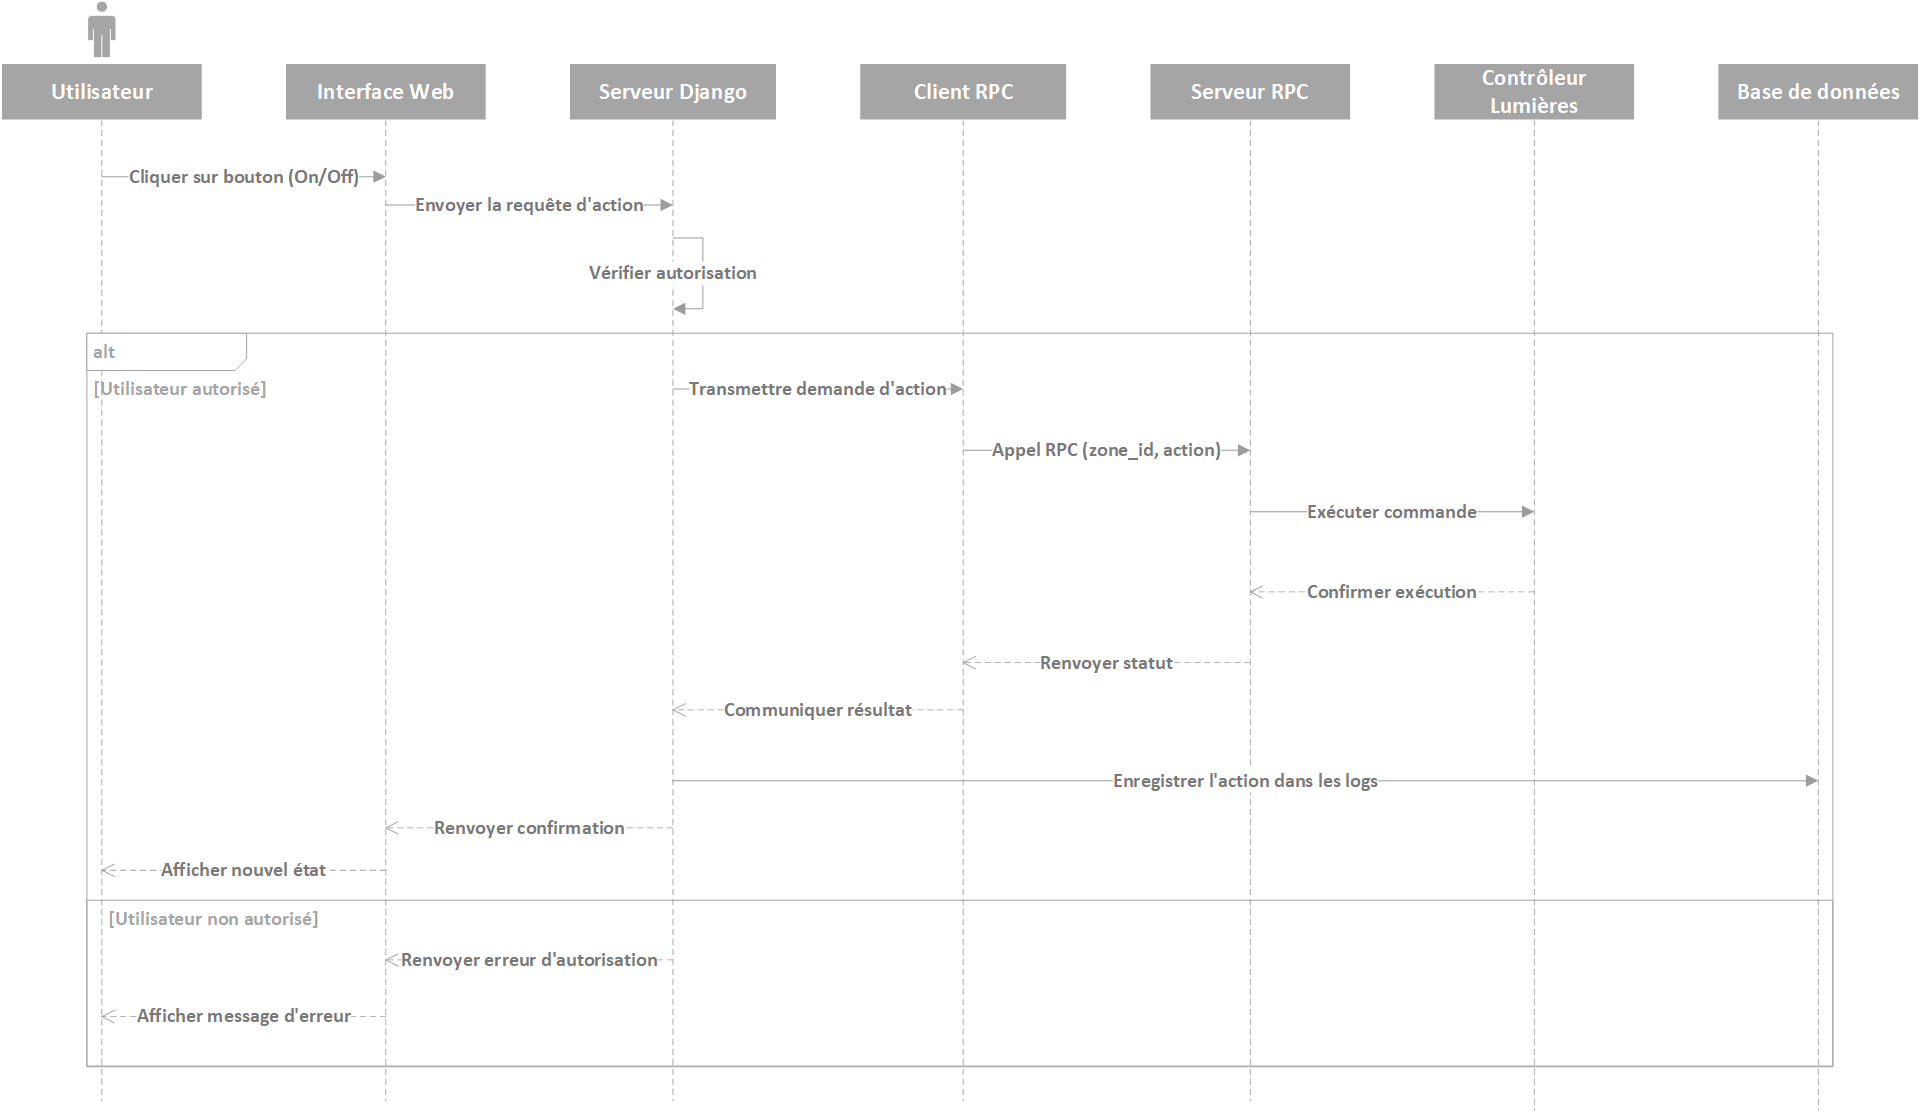 Utilisateur
Interface Web
Serveur Django
Client RPC
Serveur RPC
Contrôleur
Lumières
Base de données
Cliquer sur bouton (On/Off)
Envoyer la requête d'action
Vérifier autorisation
alt
[Utilisateur autorisé]
Transmettre demande d'action
Appel RPC (zone_id, action)
Exécuter commande
Confirmer exécution
Renvoyer statut
Communiquer résultat
Enregistrer l'action dans les logs
Renvoyer confirmation
Afficher nouvel état
[Utilisateur non autorisé]
Renvoyer erreur d'autorisation
Afficher message d'erreur